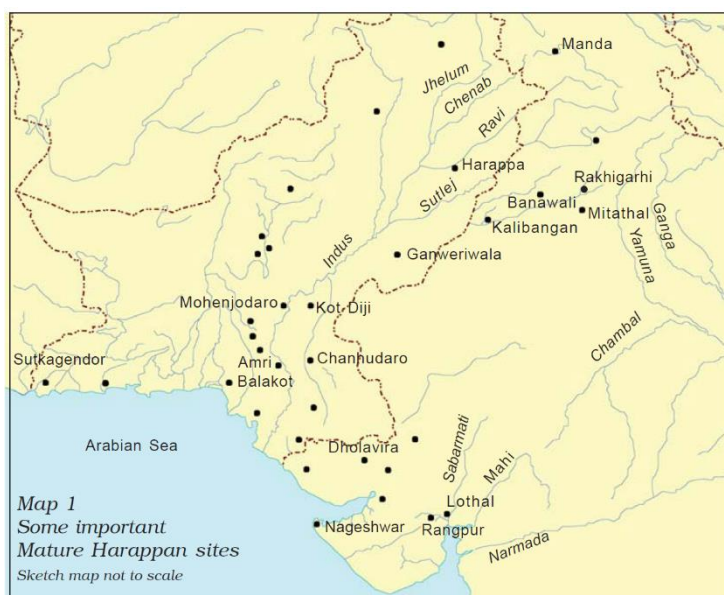 Manda
Jhelum
Chenab
Ravi
Harappa
Rakhigarhi
Sutlej
Banawali
Mitathal
Ganga
Kalibangan
Yamuna
Indus
Ganweriwala
Mohenjodaro
Kot Diji
Chambal
Sutkagendor
Amri
Chanhudaro
Balakot
Arabian Sea
Dholavira
Sabarmati
Mahi
Lothal
Nageshwar
Rangpur
Narmada
Map 1
Some important
Mature Harappan sites
Sketch map not to scale